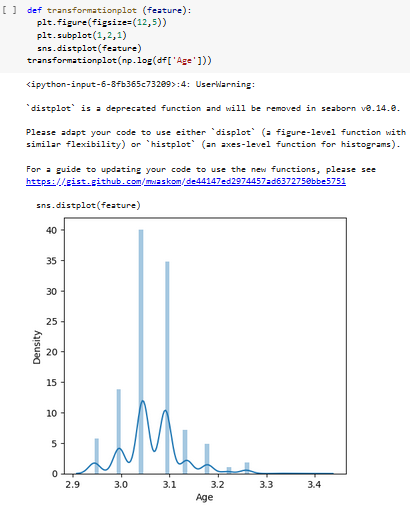 [ ] def transformationplot (feature):
plt.figure(figsize=(12,5))
plt.subplot(1,2,1)
sns.distplot(feature)
transformationplot(np.log(df['Age']))
<ipython-input-6-8fb365c73209>:4: UserWarning:
`distplot` is a deprecated function and will be removed in seaborn v0.14.0.
Please adapt your code to use either `displot` (a figure-level function with
similar flexibility) or `histplot` (an axes-level function for histograms).
For a guide to updating your code to use the new functions, please see
https://gist.github.com/mwaskom/de44147ed2974457ad6372750bbe5751
sns.distplot(feature)
40
35
30
25
20
15
10
5
0
Density
2.9 3.0 3.1 3.2 3.3 3.4
Age